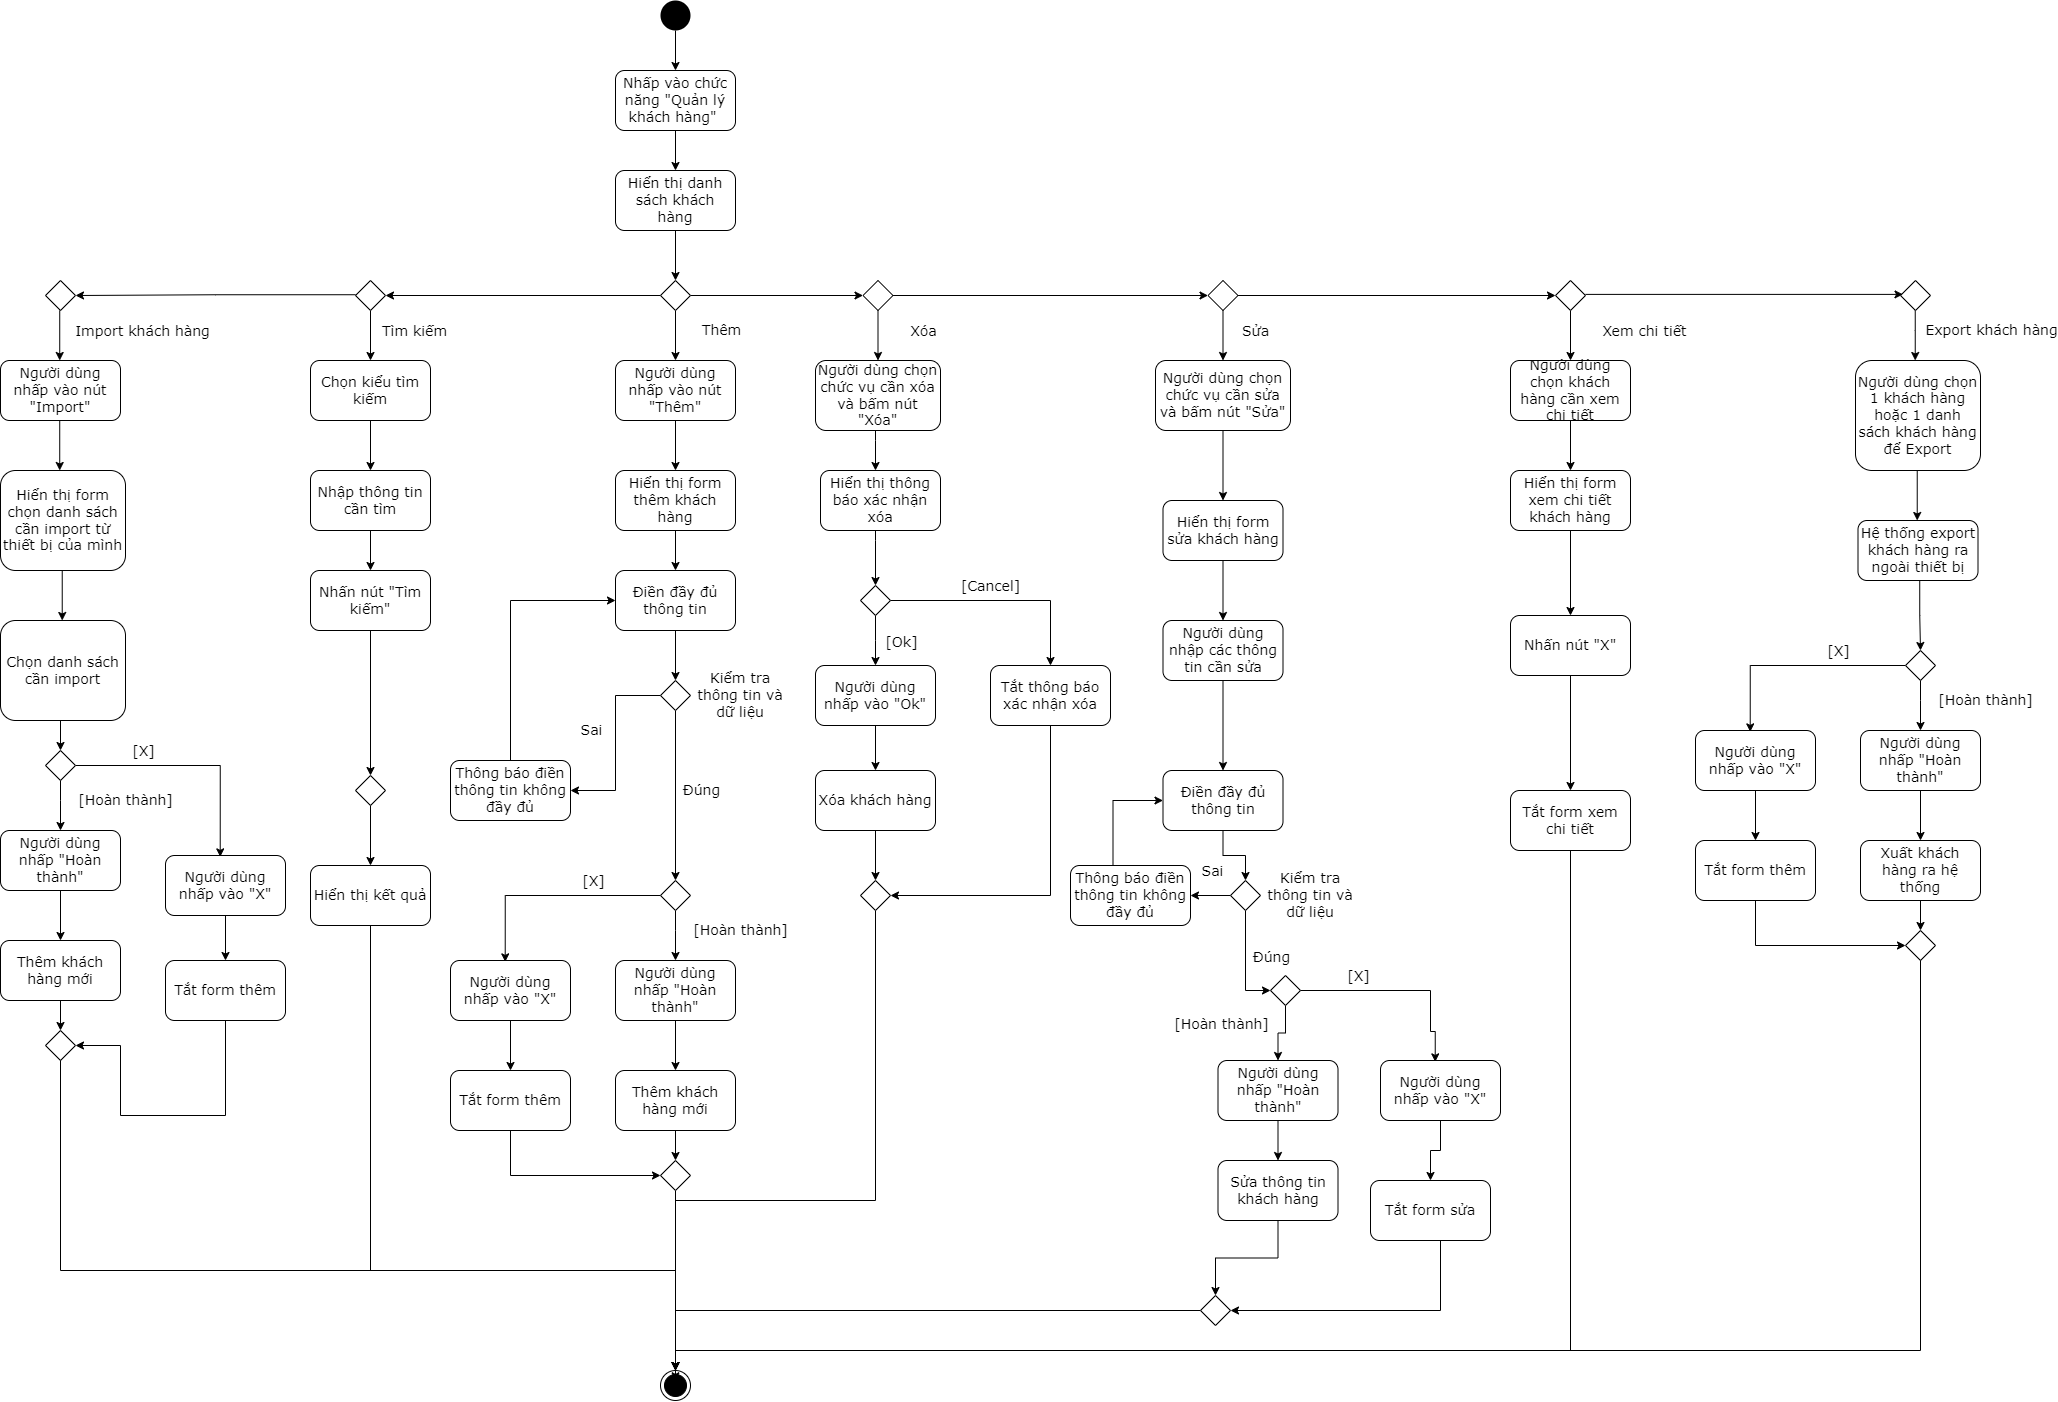 Nhấp vào chức
năng "Quản lý
khách hàng"
Hiển thị danh
sách khách
hàng
Import khách hàng
Tìm kiếm
Thêm
Xóa
Sửa
Xem chi tiết
Export khách hàng
Người dùng
nhấp vào nút
"Import"
Hiển thị form
chọn danh sách
cần import từ
thiết bị của mình
Chọn danh sách
cần import
[X]
[Hoàn thành]
Người dùng
nhấp "Hoàn
thành"
Người dùng
nhấp vào "X"
Thêm khách
hàng mới
Tắt form thêm
Chọn kiểu tìm
kiếm
Nhập thông tin
cần tìm
Nhấn nút "Tìm
kiếm"
Hiển thị kết quả
Người dùng
nhấp vào nút
"Thêm"
Hiển thị form
thêm khách
hàng
Điền đầy đủ
thông tin
Kiểm tra
thông tin và
dữ liệu
Sai
Thông báo điền
thông tin không
đầy đủ
Đúng
[X]
[Hoàn thành]
Người dùng
nhấp vào "X"
Người dùng
nhấp "Hoàn
thành"
Tắt form thêm
Thêm khách
hàng mới
Người dùng chọn
chức vụ cần xóa
và bấm nút
"Xóa"
Hiển thị thông
báo xác nhận
xóa
[Cancel]
[Ok]
Người dùng
nhấp vào "Ok"
Tắt thông báo
xác nhận xóa
Xóa khách hàng
Người dùng chọn
chức vụ cần sửa
và bấm nút "Sửa"
Hiển thị form
sửa khách hàng
Người dùng
nhập các thông
tin cần sửa
Điền đầy đủ
thông tin
Sai
Thông báo điền
thông tin không
đầy đủ
Kiểm tra
thông tin và
dữ liệu
Đúng
[X]
[Hoàn thành]
Người dùng
nhấp "Hoàn
thành"
Người dùng
nhấp vào "X"
Sửa thông tin
khách hàng
Tắt form sửa
Người dùng
chọn khách
hàng cần xem
chi tiết
Hiển thị form
xem chi tiết
khách hàng
Nhấn nút "X"
Tắt form xem
chi tiết
Người dùng chọn
1 khách hàng
hoặc 1 danh
sách khách hàng
để Export
Hệ thống export
khách hàng ra
ngoài thiết bị
[X]
[Hoàn thành]
Người dùng
nhấp vào "X"
Người dùng
nhấp "Hoàn
thành"
Tắt form thêm
Xuất khách
hàng ra hệ
thống